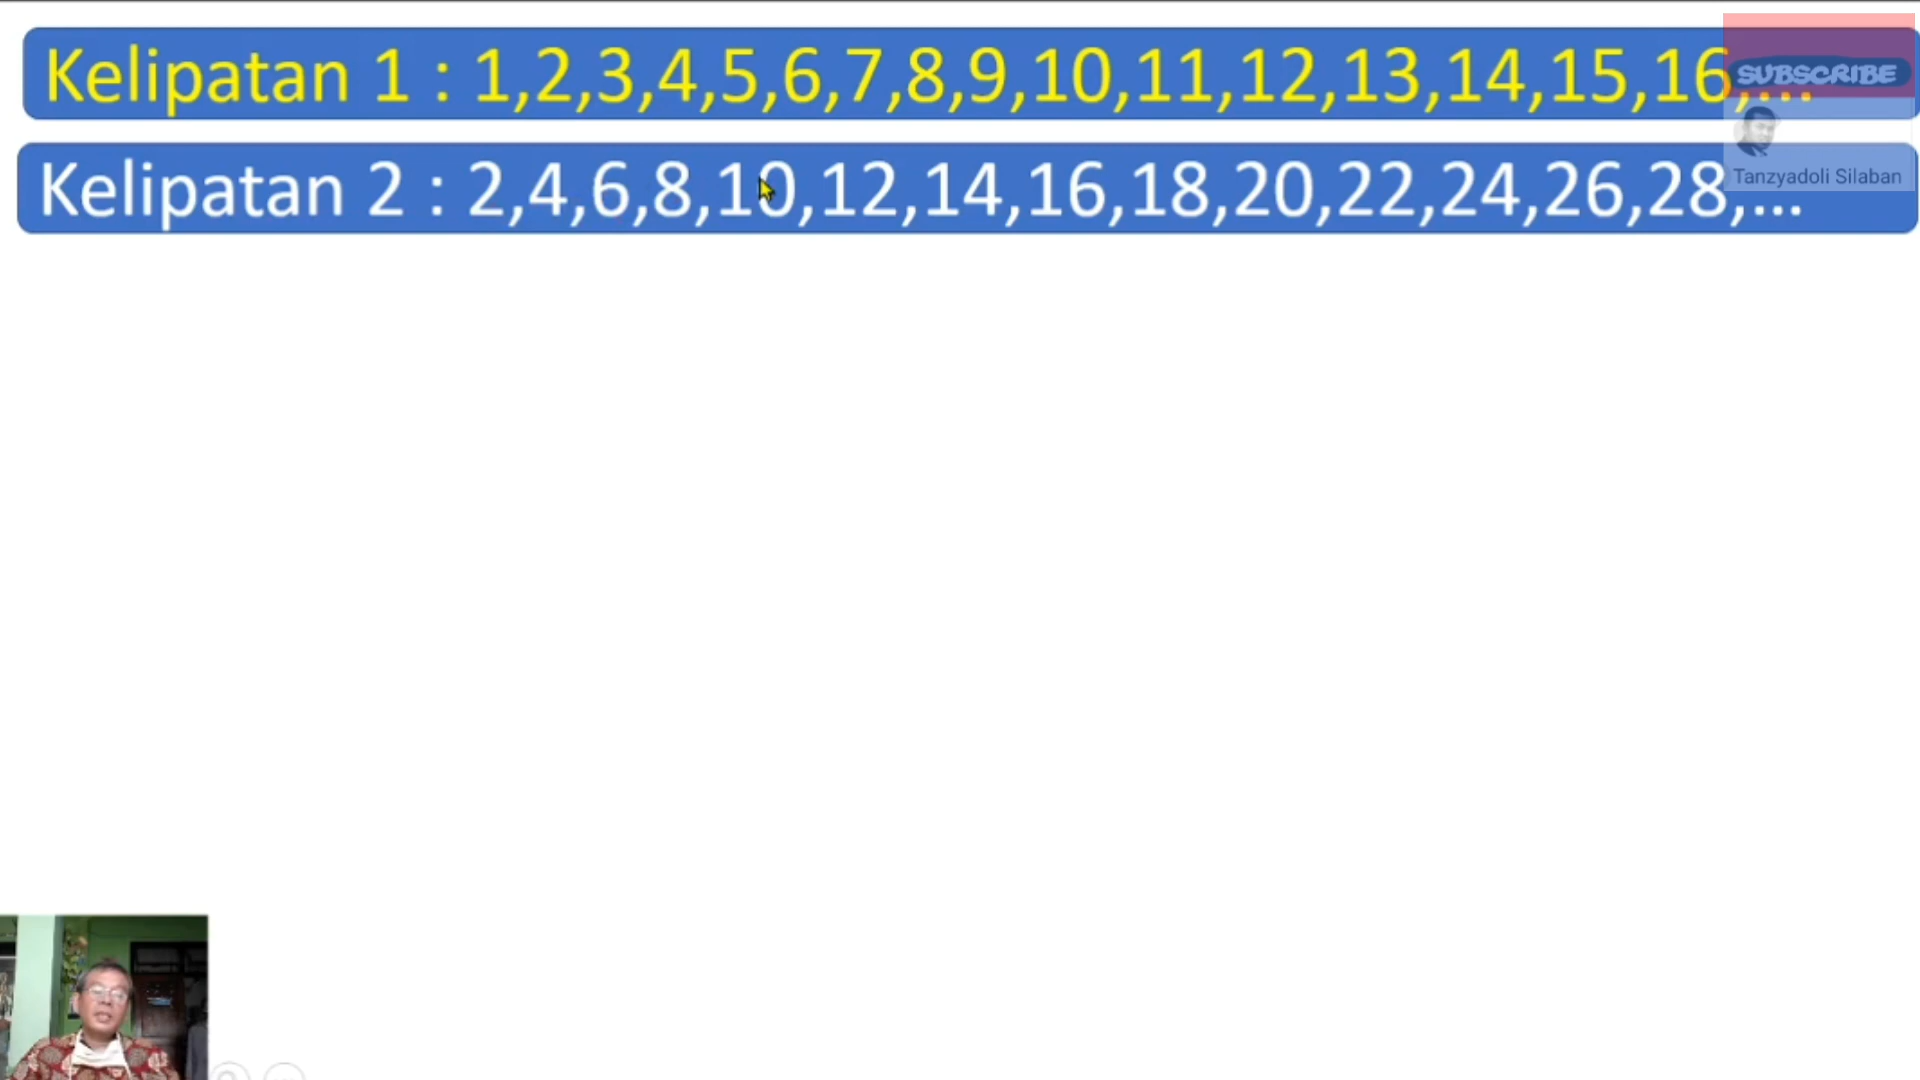 Kelipatan 1 : 1,2,3,4,5,6,7,8,9,10,11,12,13,14,15,16,...
SUBSCRIBE
Kelipatan 2 : 2,4,6,8,10,12,14,16,18,20,22,24,26,28,...
Tanzyadoli Silaban